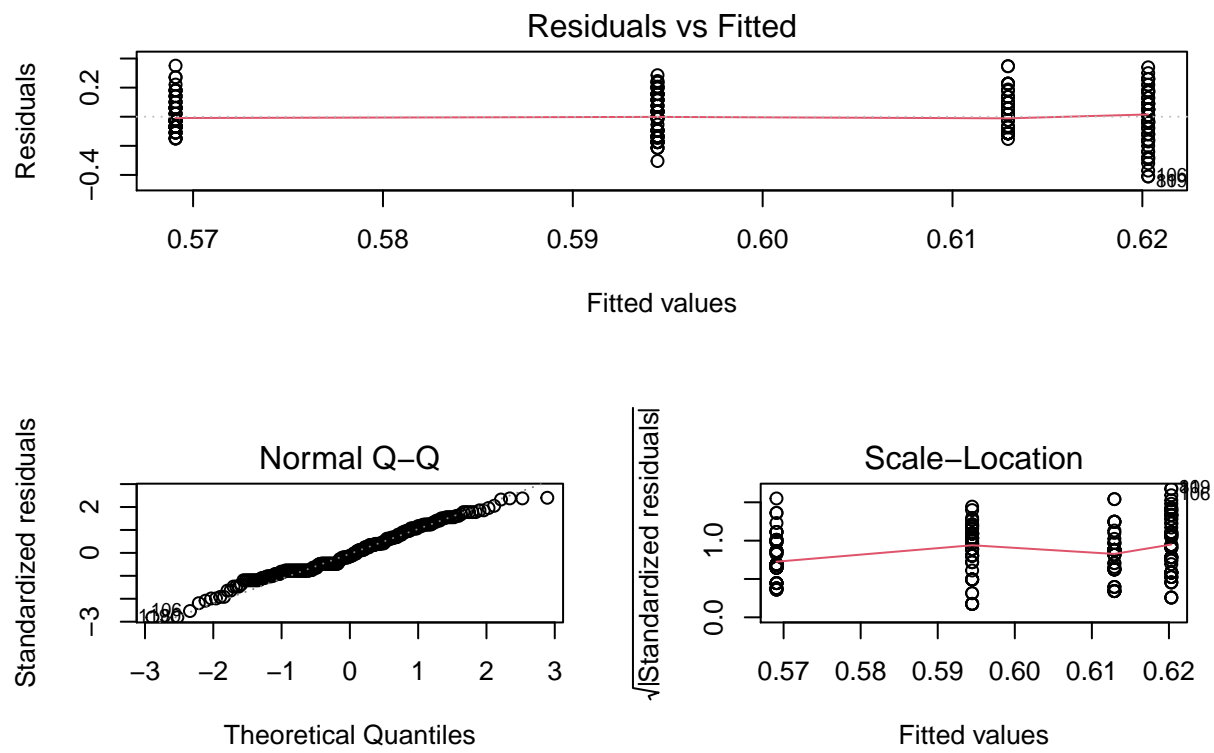 Residuals vs Fitted
Residuals
0.2
−0.4
106
0.57 0.58 0.59 0.60 0.61 0.62
Fitted values
Normal Q−Q
Standardized residuals
2
0
−3
106
−3 −2 −1 0 1 2 3
Theoretical Quantiles
Scale−Location
√|Standardized residuals|
1.0
0.0
106
0.57 0.58 0.59 0.60 0.61 0.62
Fitted values